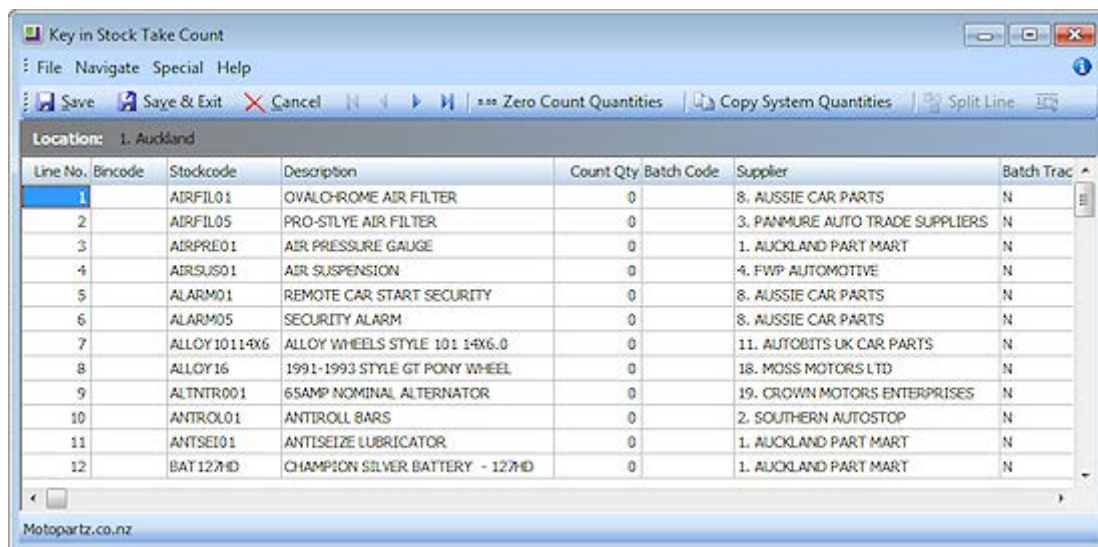 Key in Stock Take Count
File Navigate Special Help
Save Save & Exit Cancel Zero Count Quantities Copy System Quantities Split Line
Location: 1. Auckland
Line No. Bincode Stockcode Description Count Qty Batch Code Supplier Batch Trac
1 AIRFIL01 OVALCHROME AIR FILTER 0 8. AUSSIE CAR PARTS N
2 AIRFIL05 PRO-STLYE AIR FILTER 0 3. PANMURE AUTO TRADE SUPPLIERS N
3 AIRPRE01 AIR PRESSURE GAUGE 0 1. AUCKLAND PART MART N
4 AIRSUS01 AIR SUSPENSION 0 4. FWP AUTOMOTIVE N
5 ALARM01 REMOTE CAR START SECURITY 0 8. AUSSIE CAR PARTS N
6 ALARM05 SECURITY ALARM 0 8. AUSSIE CAR PARTS N
7 ALLOY10114X6 ALLOY WHEELS STYLE 101 14X6.0 0 11. AUTOBITS UK CAR PARTS N
8 ALLOY16 1991-1993 STYLE GT PONY WHEEL 0 18. MOSS MOTORS LTD N
9 ALTNTR001 65AMP NOMINAL ALTERNATOR 0 19. CROWN MOTORS ENTERPRISES N
10 ANTROL01 ANTIROLL BARS 0 2. SOUTHERN AUTOSTOP N
11 ANTSEI01 ANTISEIZE LUBRICATOR 0 1. AUCKLAND PART MART N
12 BAT127HD CHAMPION SILVER BATTERY - 127HD 0 1. AUCKLAND PART MART N
Motopartz.co.nz